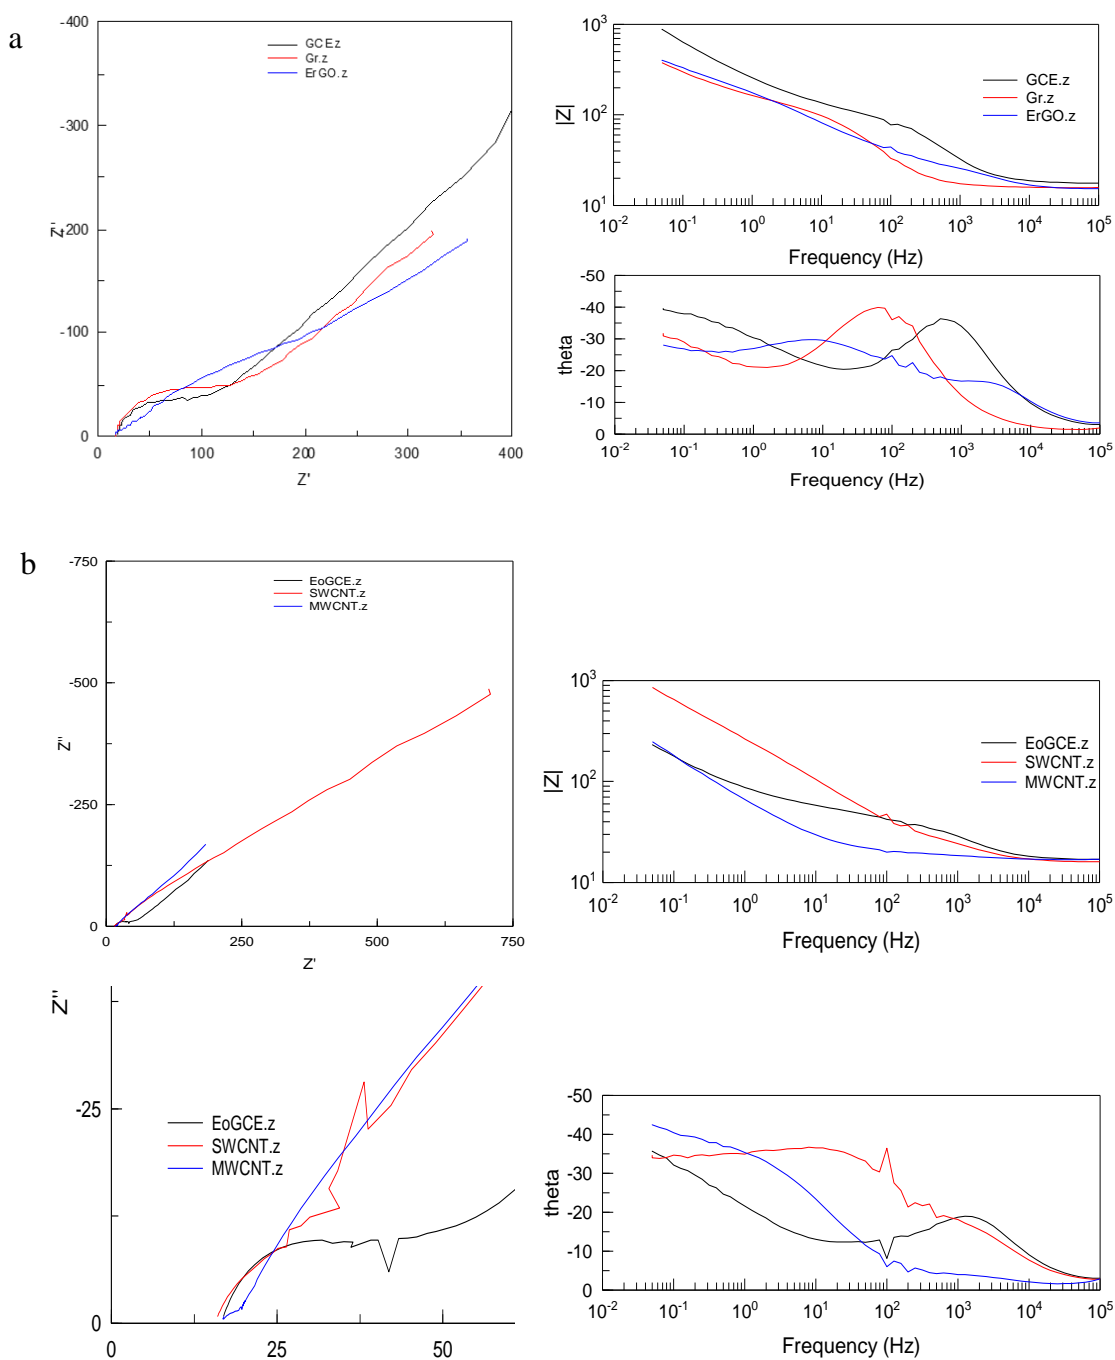 a
-400
-300
-200
-100
0
Z''
GCE.z
Gr.z
ErGO.z
0 100 200 300 400
Z'
10³
10²
10¹
|Z|
GCE.z
Gr.z
ErGO.z
10⁻² 10⁻¹ 10⁰ 10¹ 10² 10³ 10⁴ 10⁵
Frequency (Hz)
-50
-40
-30
-20
-10
0
theta
10⁻² 10⁻¹ 10⁰ 10¹ 10² 10³ 10⁴ 10⁵
Frequency (Hz)
b
-750
-500
-250
0
Z''
EoGCE.z
SWCNT.z
MWCNT.z
0 250 500 750
Z'
10³
10²
10¹
|Z|
EoGCE.z
SWCNT.z
MWCNT.z
10⁻² 10⁻¹ 10⁰ 10¹ 10² 10³ 10⁴ 10⁵
Frequency (Hz)
Z''
-25
0
EoGCE.z
SWCNT.z
MWCNT.z
0 25 50
-50
-40
-30
-20
-10
0
theta
10⁻² 10⁻¹ 10⁰ 10¹ 10² 10³ 10⁴ 10⁵
Frequency (Hz)